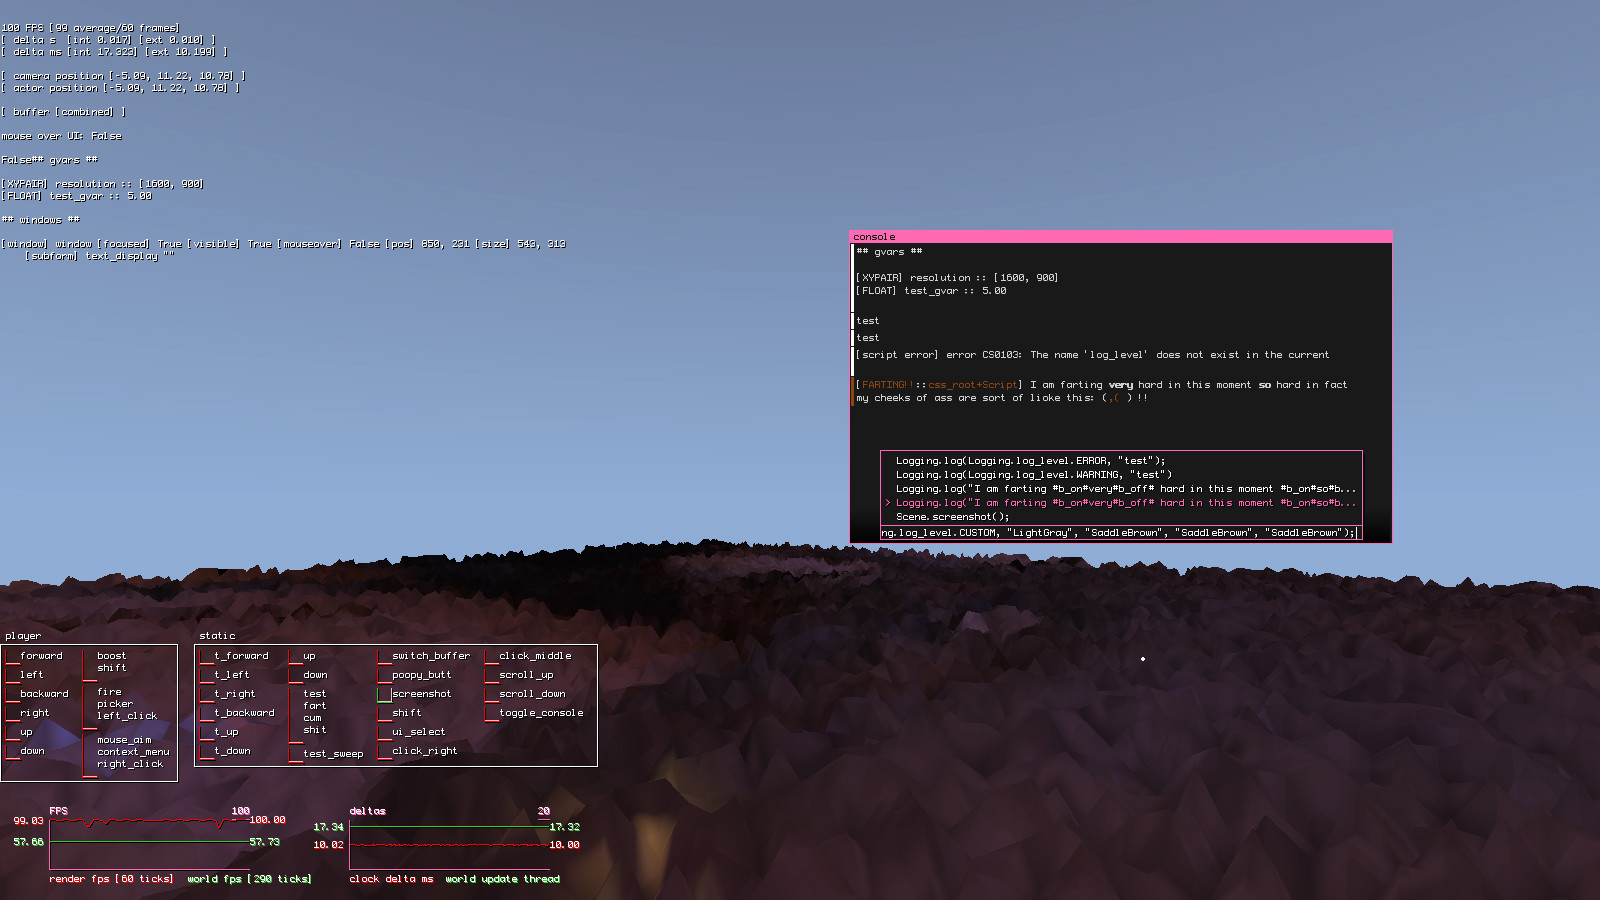 100 FPS [99 average/60 frames]
[ delta s  [int 0.017] [ext 0.010] ]
[ delta ms [int 17.323] [ext 10.199] ]
[ camera position [-5.09, 11.22, 10.78] ]
[ actor position [-5.09, 11.22, 10.78] ]
[ buffer [combined] ]
mouse over UI: False
False## gvars ##
[XYPAIR] resolution :: [1600, 900]
[FLOAT] test_gvar :: 5.00
## windows ##
[window] window [focused] True [visible] True [mouseover] False [pos] 850, 231 [size] 543, 313
[subform] text_display ""
console
## gvars ##
[XYPAIR] resolution :: [1600, 900]
[FLOAT] test_gvar :: 5.00
test
test
[script error] error CS0103: The name 'log_level' does not exist in the current
[FARTING!!::css_root+Script] I am farting very hard in this moment so hard in fact
my cheeks of ass are sort of lioke this: (,( ) !!
Logging.log(Logging.log_level.ERROR, "test");
Logging.log(Logging.log_level.WARNING, "test")
Logging.log("I am farting #b_on#very#b_off# hard in this moment #b_on#so#b...
> Logging.log("I am farting #b_on#very#b_off# hard in this moment #b_on#so#b...
Scene.screenshot();
ng.log_level.CUSTOM, "LightGray", "SaddleBrown", "SaddleBrown", "SaddleBrown");
player
forward
left
backward
right
up
down
boost
shift
fire
picker
left_click
mouse_aim
context_menu
right_click
static
t_forward
t_left
t_right
t_backward
t_up
t_down
up
down
test
fart
cum
shit
test_sweep
switch_buffer
poopy_butt
screenshot
shift
ui_select
click_right
click_middle
scroll_up
scroll_down
toggle_console
FPS 100
99.03 100.00
57.66 57.73
render fps [60 ticks] world fps [290 ticks]
deltas 20
17.34 17.32
10.02 10.00
clock delta ms world update thread